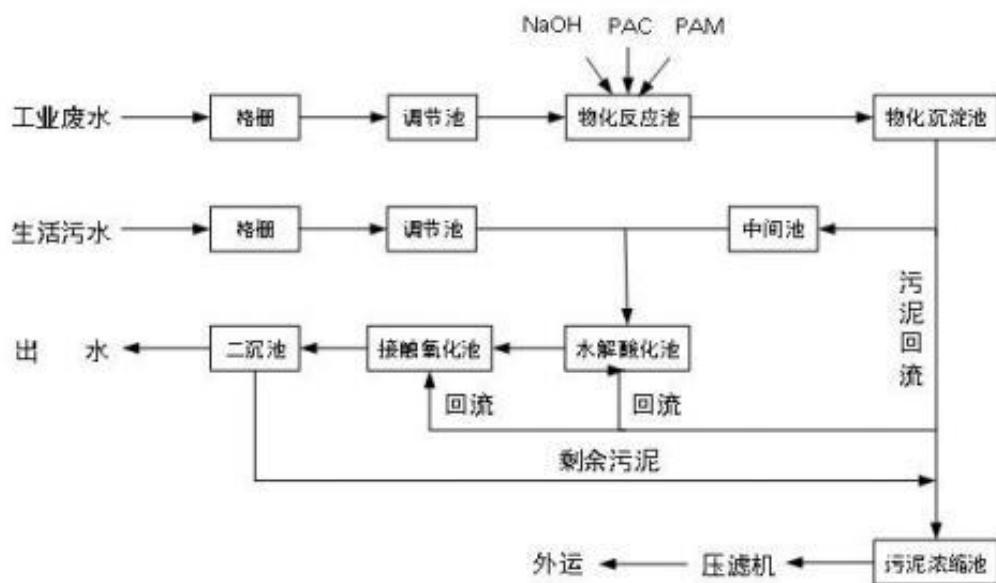 NaOH PAC PAM
工业废水 格栅 调节池 物化反应池 物化沉淀池
生活污水 格栅 调节池 中间池
污泥回流
出 水 二沉池 接触氧化池 水解酸化池
回流 回流
剩余污泥
外运 压滤机 污泥浓缩池